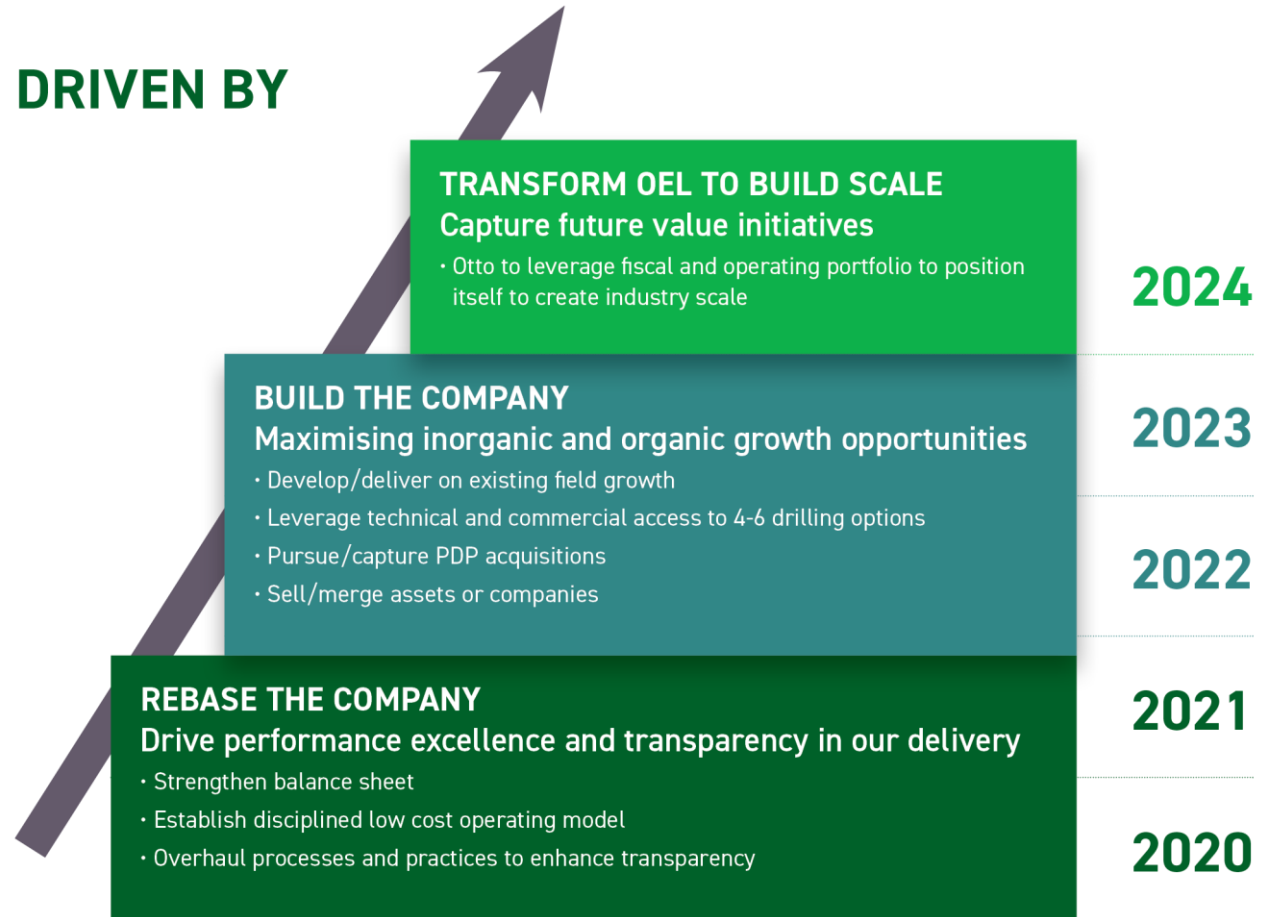 DRIVEN BY
TRANSFORM OEL TO BUILD SCALE
Capture future value initiatives
· Otto to leverage fiscal and operating portfolio to position
itself to create industry scale
2024
BUILD THE COMPANY
Maximising inorganic and organic growth opportunities
· Develop/deliver on existing field growth
· Leverage technical and commercial access to 4-6 drilling options
· Pursue/capture PDP acquisitions
· Sell/merge assets or companies
2023
2022
REBASE THE COMPANY
Drive performance excellence and transparency in our delivery
· Strengthen balance sheet
· Establish disciplined low cost operating model
· Overhaul processes and practices to enhance transparency
2021
2020